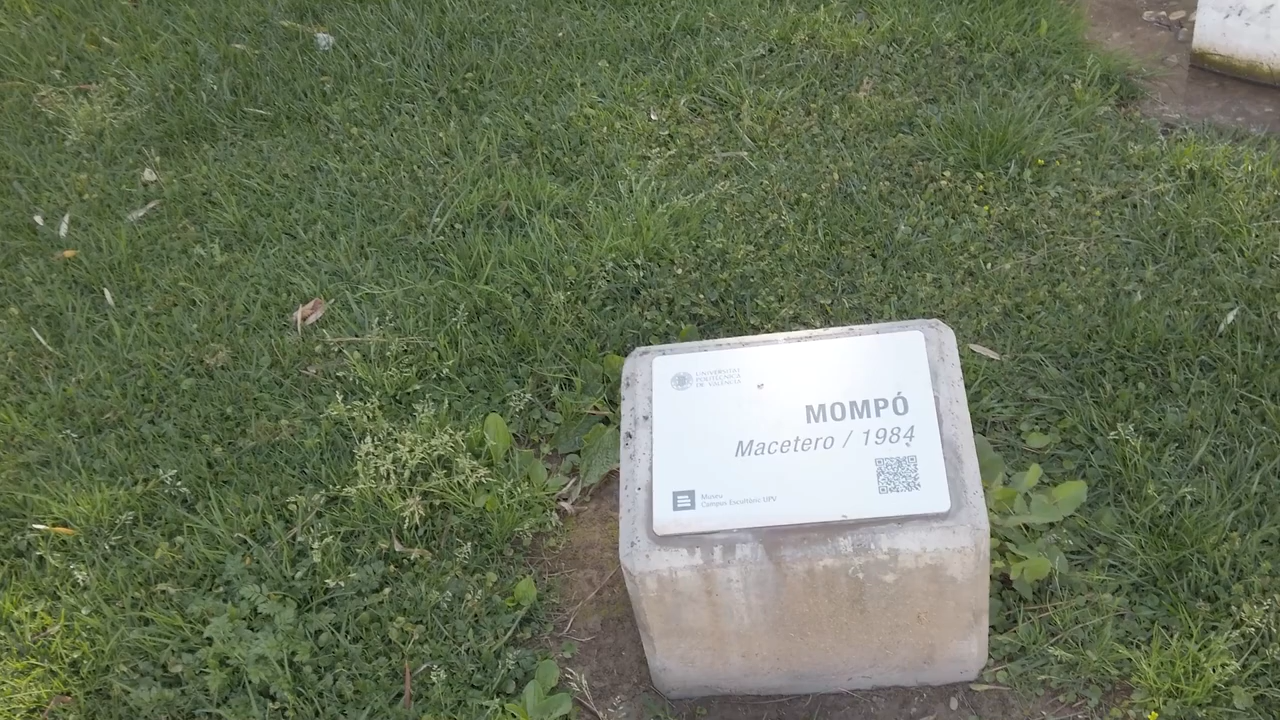 UNIVERSITAT
POLITÈCNICA
DE VALÈNCIA
MOMPÓ
Macetero / 1984
Museu
Campus Escultòric UPV